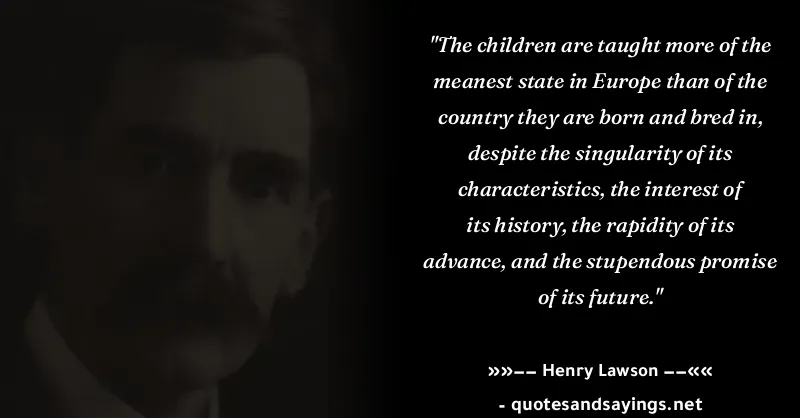 "The children are taught more of the
meanest state in Europe than of the
country they are born and bred in,
despite the singularity of its
characteristics, the interest of
its history, the rapidity of its
advance, and the stupendous promise
of its future."
»»−− Henry Lawson −−««
- quotesandsayings.net